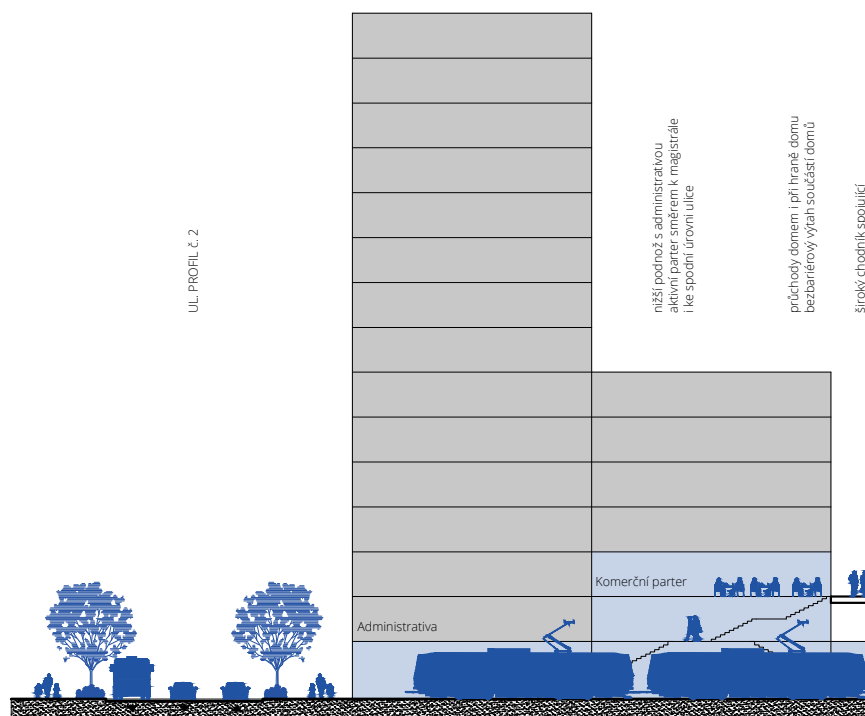 UL. PROFIL č. 2
nižší podnož s administrativou
aktivní parter směrem k magistrále
i ke spodní úrovni ulice
průchody domem i při hraně domu
bezbariérový výtah součástí domů
široký chodník spojující
Komerční parter
Administrativa